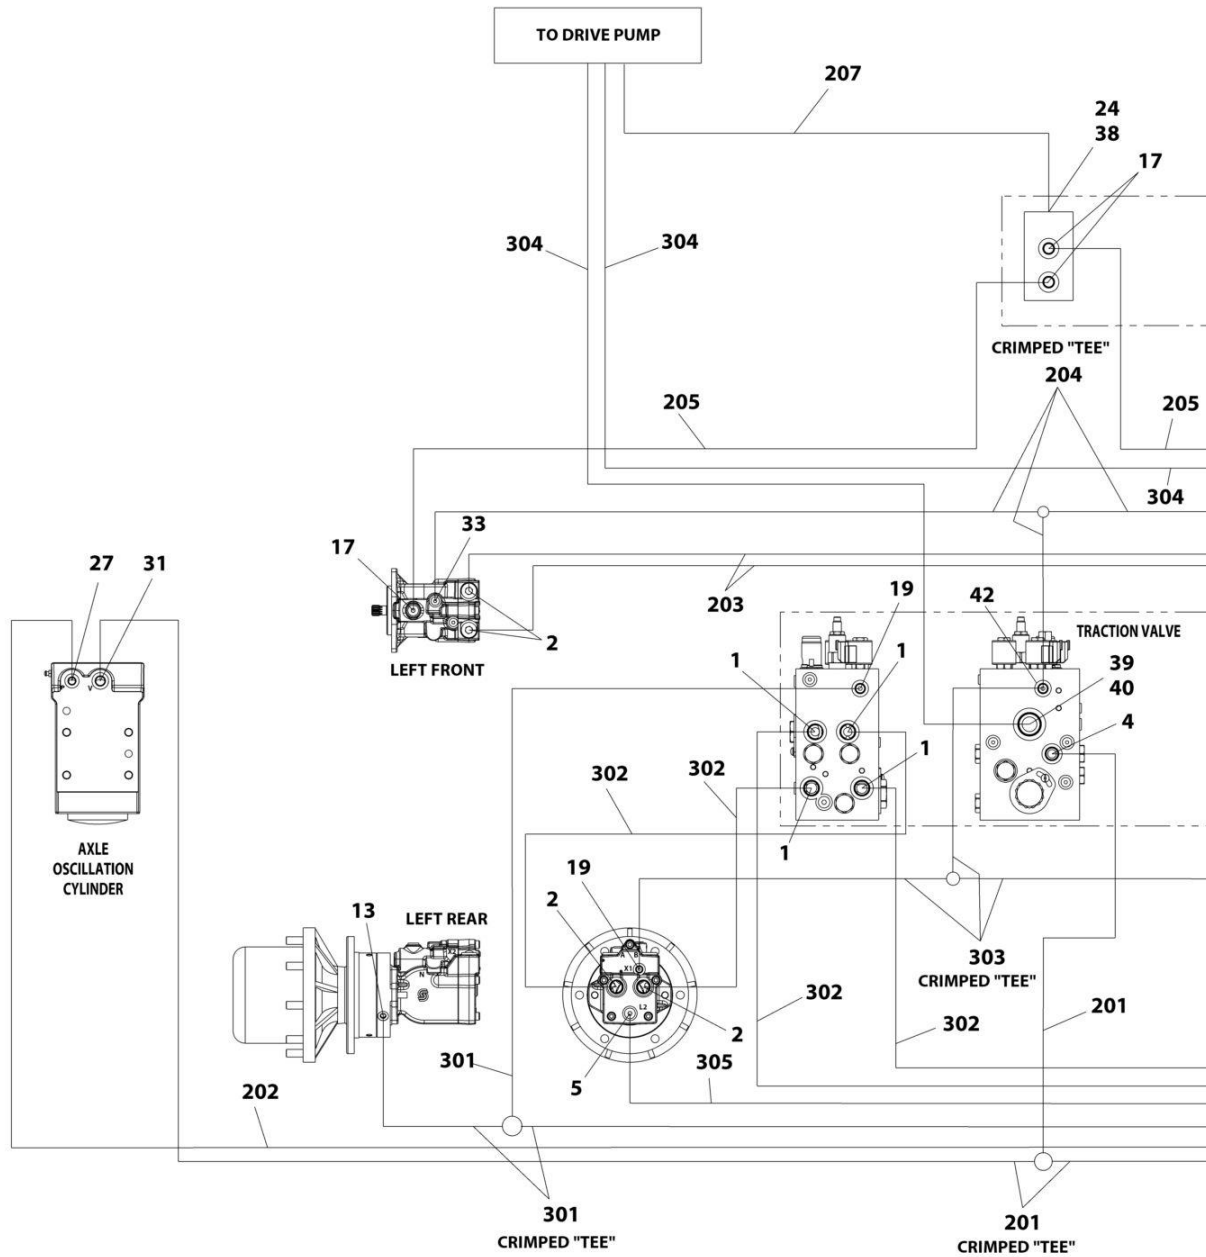 TO DRIVE PUMP
207
24
38
17
304
304
CRIMPED "TEE"
204
205
205
304
33
17
27
31
203
19
42
TRACTION VALVE
2
LEFT FRONT
1
1
39
40
4
1
302
302
1
AXLE
OSCILLATION
CYLINDER
19
2
13
LEFT REAR
303
CRIMPED "TEE"
A B
X1
L2
N
V
302
2
201
302
301
5
305
202
301
CRIMPED "TEE"
201
CRIMPED "TEE"